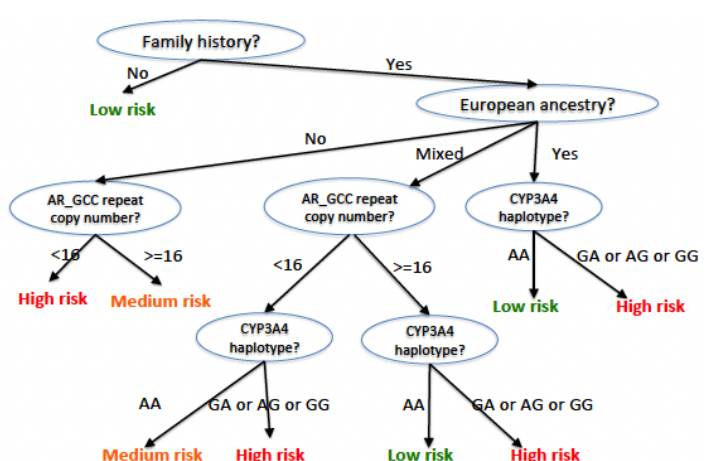 Family history?
No
Yes
Low risk
European ancestry?
No
Mixed
Yes
AR_GCC repeat
copy number?
AR_GCC repeat
copy number?
CYP3A4
haplotype?
<16
>=16
<16
>=16
AA
GA or AG or GG
High risk
Medium risk
Low risk
High risk
CYP3A4
haplotype?
CYP3A4
haplotype?
AA
GA or AG or GG
AA
GA or AG or GG
Medium risk
High risk
Low risk
High risk